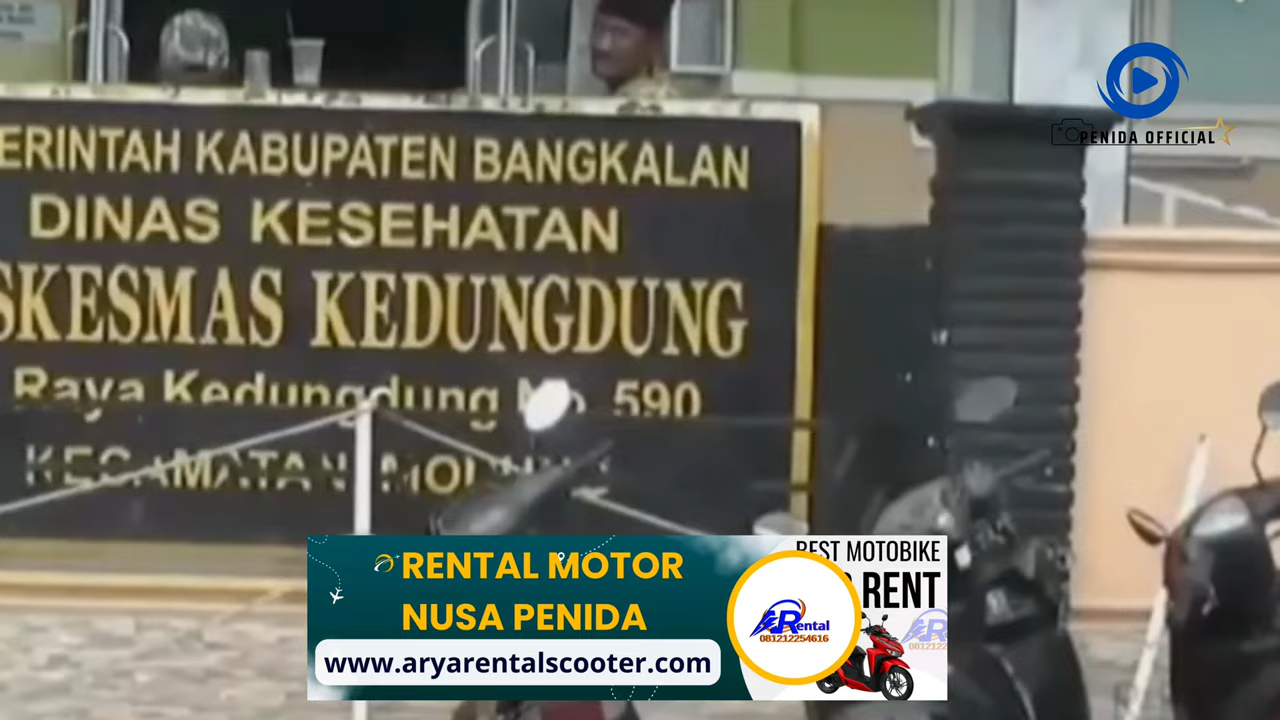 ERINTAH KABUPATEN BANGKALAN
DINAS KESEHATAN
SKESMAS KEDUNGDUNG
Raya Kedungdung No. 590
KECAMATAN
PENIDA OFFICIAL
RENTAL MOTOR
NUSA PENIDA
www.aryarentalscooter.com
Rental
081212254616
BEST MOTOBIKE
RENT